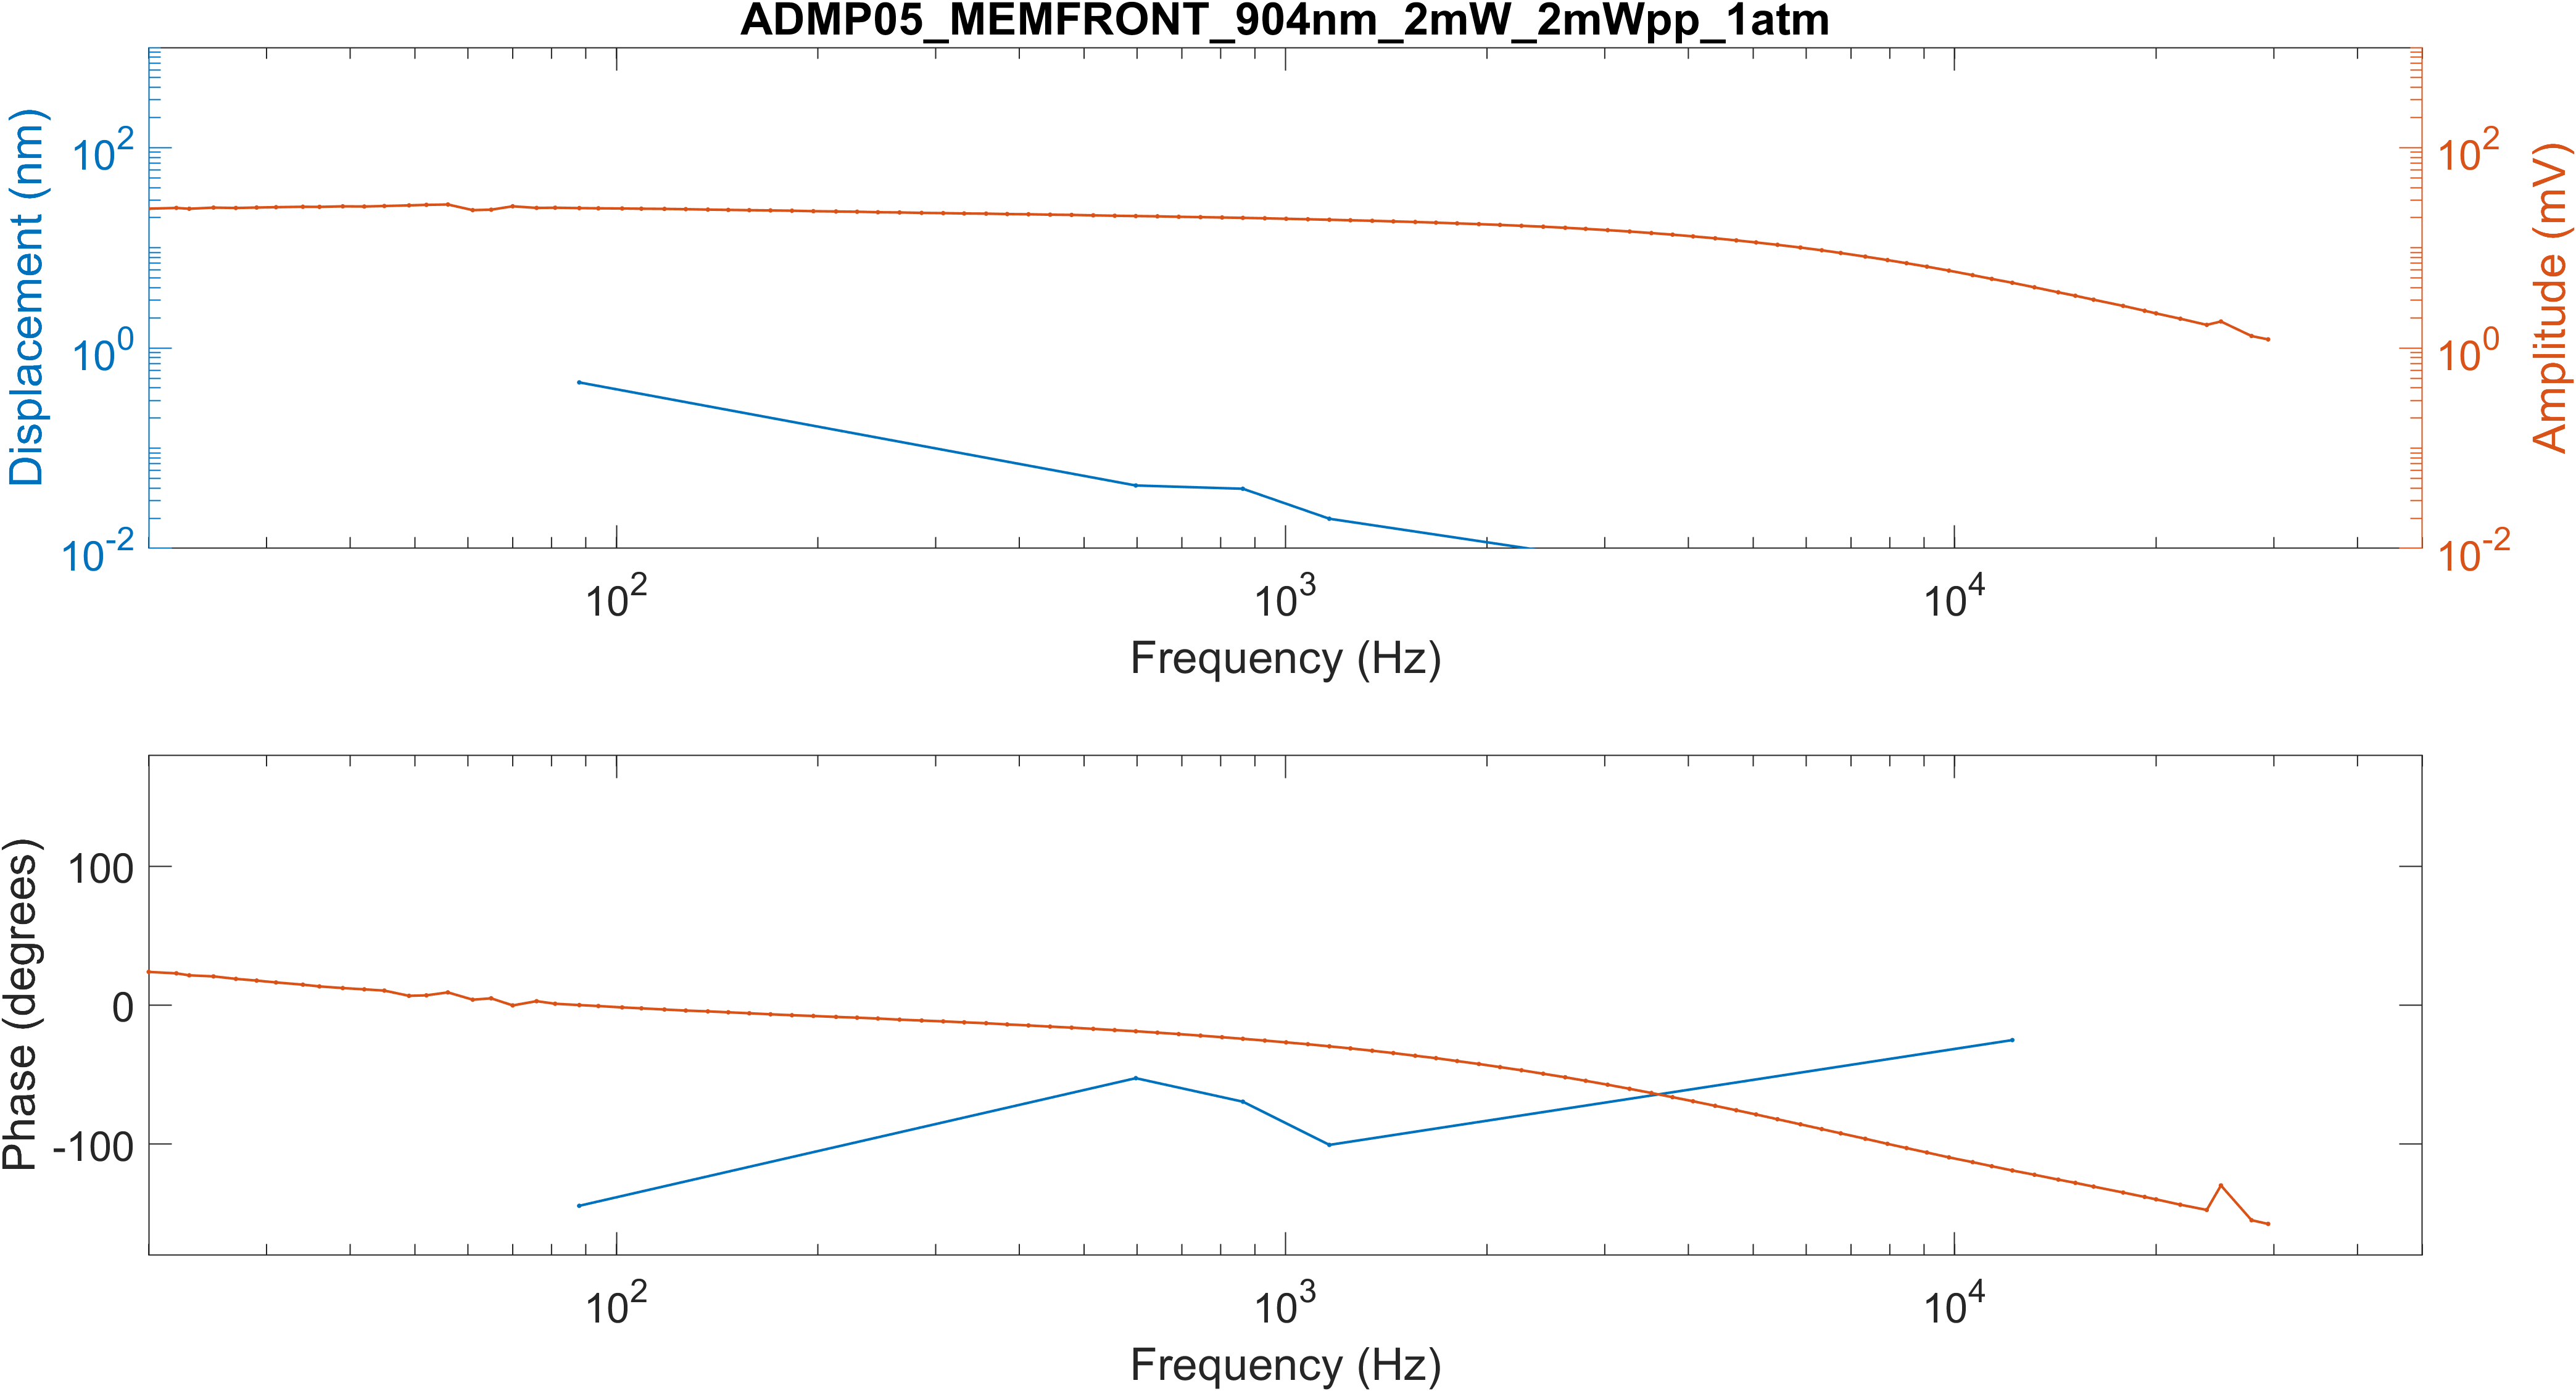 ADMP05_MEMFRONT_904nm_2mW_2mWpp_1atm
Displacement (nm)
10^2
10^0
10^-2
Amplitude (mV)
10^2
10^0
10^-2
10^2 10^3 10^4
Frequency (Hz)
Phase (degrees)
100
0
-100
10^2 10^3 10^4
Frequency (Hz)